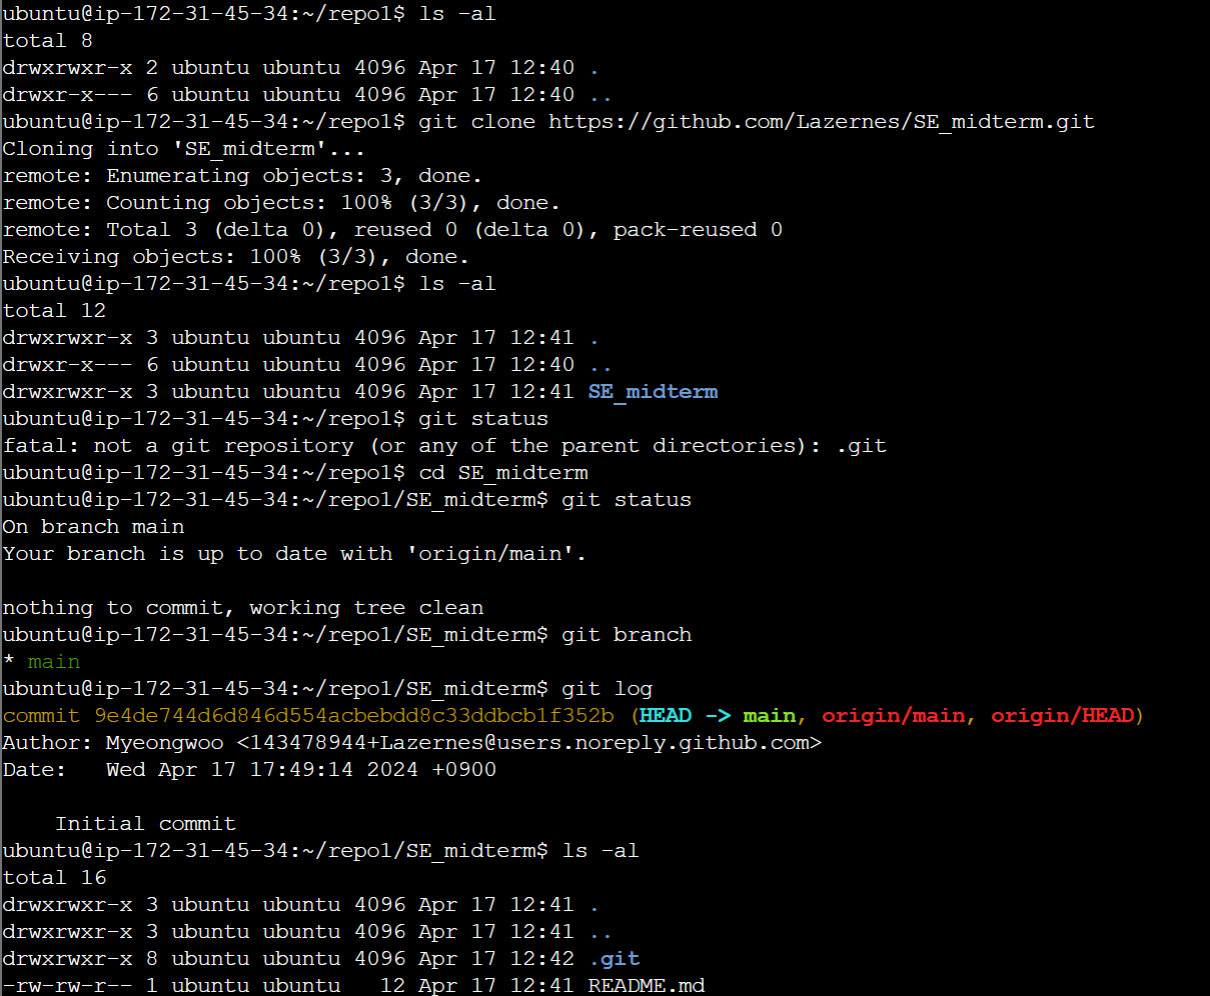 ubuntu@ip-172-31-45-34:~/repo1$ ls -al
total 8
drwxrwxr-x 2 ubuntu ubuntu 4096 Apr 17 12:40 .
drwxr-x--- 6 ubuntu ubuntu 4096 Apr 17 12:40 ..
ubuntu@ip-172-31-45-34:~/repo1$ git clone https://github.com/Lazernes/SE_midterm.git
Cloning into 'SE_midterm'...
remote: Enumerating objects: 3, done.
remote: Counting objects: 100% (3/3), done.
remote: Total 3 (delta 0), reused 0 (delta 0), pack-reused 0
Receiving objects: 100% (3/3), done.
ubuntu@ip-172-31-45-34:~/repo1$ ls -al
total 12
drwxrwxr-x 3 ubuntu ubuntu 4096 Apr 17 12:41 .
drwxr-x--- 6 ubuntu ubuntu 4096 Apr 17 12:40 ..
drwxrwxr-x 3 ubuntu ubuntu 4096 Apr 17 12:41 SE_midterm
ubuntu@ip-172-31-45-34:~/repo1$ git status
fatal: not a git repository (or any of the parent directories): .git
ubuntu@ip-172-31-45-34:~/repo1$ cd SE_midterm
ubuntu@ip-172-31-45-34:~/repo1/SE_midterm$ git status
On branch main
Your branch is up to date with 'origin/main'.
nothing to commit, working tree clean
ubuntu@ip-172-31-45-34:~/repo1/SE_midterm$ git branch
* main
ubuntu@ip-172-31-45-34:~/repo1/SE_midterm$ git log
commit 9e4de744d6d846d554acbebdd8c33ddbcb1f352b (HEAD -> main, origin/main, origin/HEAD)
Author: Myeongwoo <143478944+Lazernes@users.noreply.github.com>
Date:   Wed Apr 17 17:49:14 2024 +0900
    Initial commit
ubuntu@ip-172-31-45-34:~/repo1/SE_midterm$ ls -al
total 16
drwxrwxr-x 3 ubuntu ubuntu 4096 Apr 17 12:41 .
drwxrwxr-x 3 ubuntu ubuntu 4096 Apr 17 12:41 ..
drwxrwxr-x 8 ubuntu ubuntu 4096 Apr 17 12:42 .git
-rw-rw-r-- 1 ubuntu ubuntu   12 Apr 17 12:41 README.md